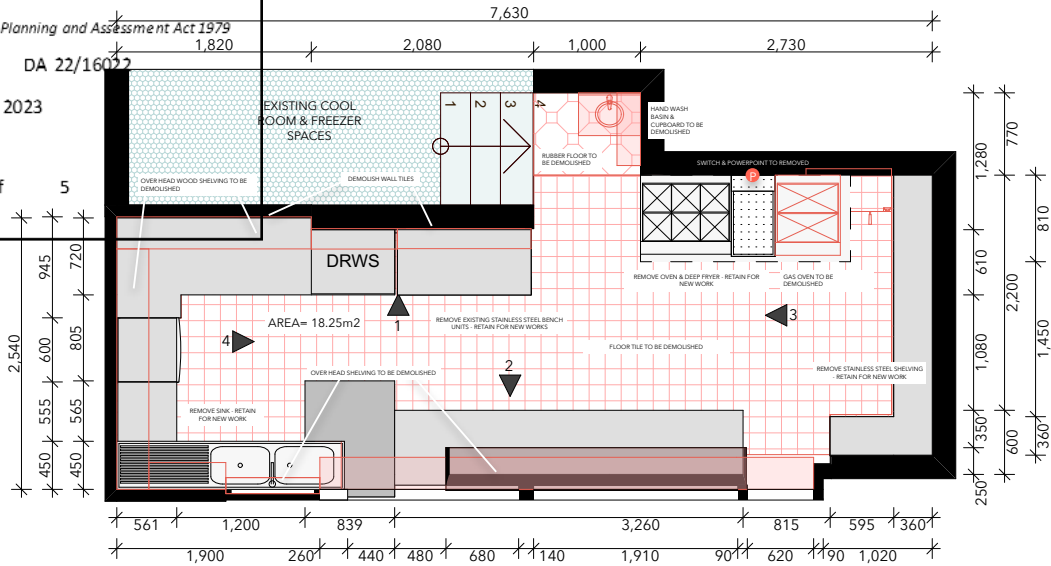 7,630
Planning and Assessment Act 1979
1,820
2,080
1,000
2,730
DA 22/16022
2023
f 5
EXISTING COOL
ROOM & FREEZER
SPACES
1
2
3
4
HAND WASH
BASIN &
CUPBOARD TO BE
DEMOLISHED
RUBBER FLOOR TO
BE DEMOLISHED
SWITCH & POWERPOINT TO REMOVED
P
OVER HEAD WOOD SHELVING TO BE
DEMOLISHED
DEMOLISH WALL TILES
770
1,280
810
610
2,200
1,080
1,450
350
600
360
250
945
720
2,540
600
805
555
565
450
450
DRWS
REMOVE OVEN & DEEP FRYER - RETAIN FOR
NEW WORK
GAS OVEN TO BE
DEMOLISHED
AREA= 18.25m2
1
REMOVE EXISTING STAINLESS STEEL BENCH
UNITS - RETAIN FOR NEW WORKS
3
4
FLOOR TILE TO BE DEMOLISHED
2
OVER HEAD SHELVING TO BE DEMOLISHED
REMOVE STAINLESS STEEL SHELVING
- RETAIN FOR NEW WORK
REMOVE SINK - RETAIN
FOR NEW WORK
561
1,200
839
3,260
815
595
360
1,900
260
440
480
680
140
1,910
90
620
90
1,020